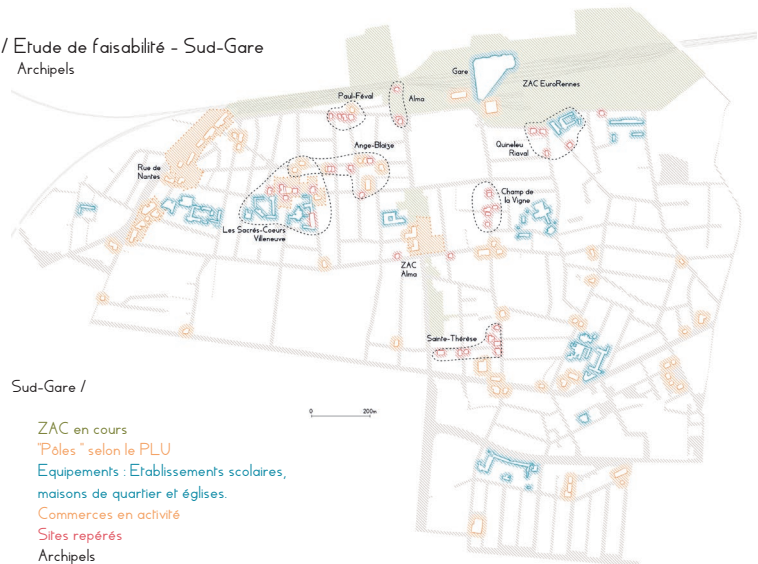 / Etude de faisabilité - Sud-Gare
Archipels
Gare
ZAC EuroRennes
Paul-Féval
Alma
Ange-Blaize
Quineleu
Riaval
Rue de
Nantes
Champ de
la Vigne
Les Sacrés-Coeurs
Villeneuve
ZAC
Alma
Sainte-Thérèse
Sud-Gare /
0 200m
ZAC en cours
"Pôles " selon le PLU
Equipements : Etablissements scolaires,
maisons de quartier et églises.
Commerces en activité
Sites repérés
Archipels